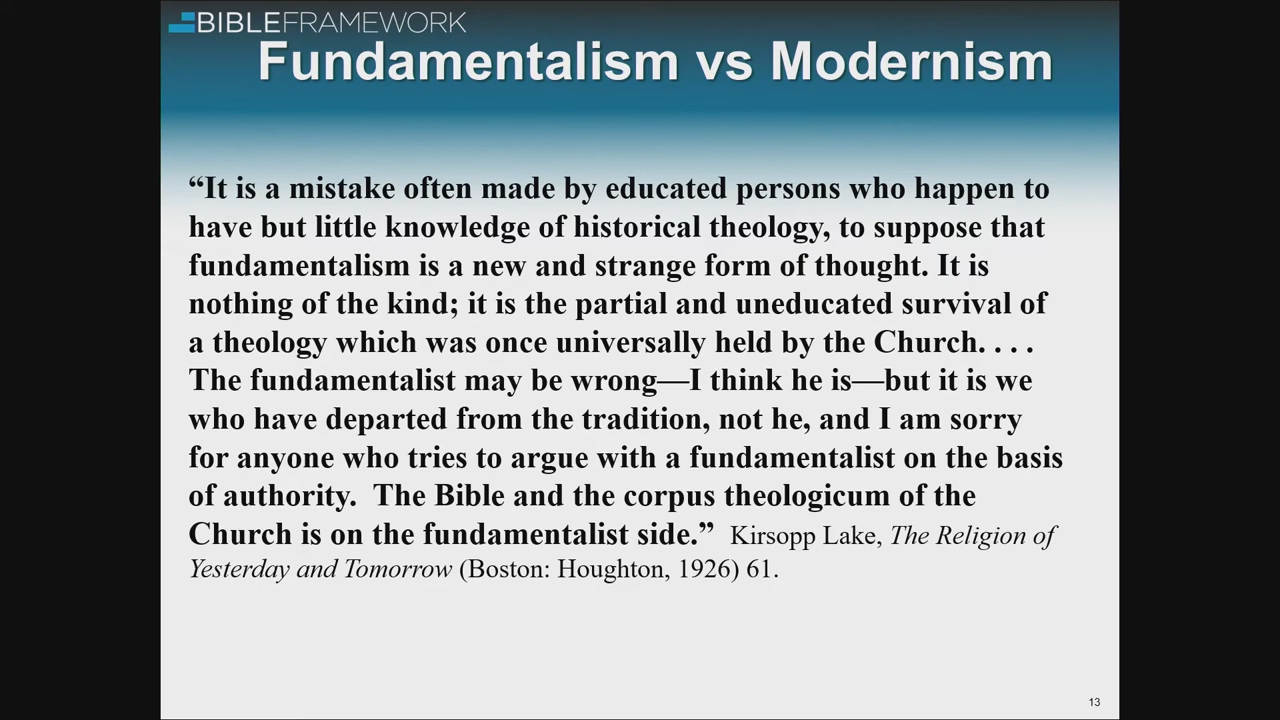 BIBLEFRAMEWORK
Fundamentalism vs Modernism
“It is a mistake often made by educated persons who happen to
have but little knowledge of historical theology, to suppose that
fundamentalism is a new and strange form of thought. It is
nothing of the kind; it is the partial and uneducated survival of
a theology which was once universally held by the Church. . . .
The fundamentalist may be wrong—I think he is—but it is we
who have departed from the tradition, not he, and I am sorry
for anyone who tries to argue with a fundamentalist on the basis
of authority.  The Bible and the corpus theologicum of the
Church is on the fundamentalist side.”  Kirsopp Lake, The Religion of
Yesterday and Tomorrow (Boston: Houghton, 1926) 61.
13